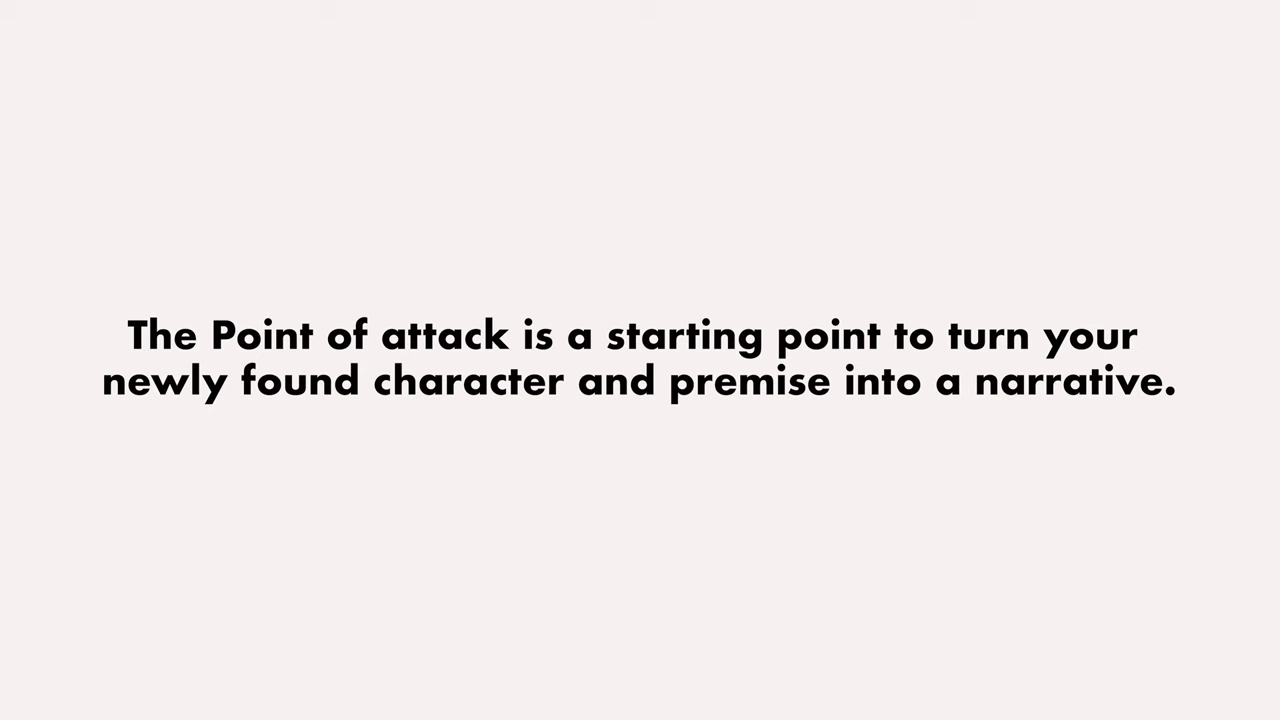 The Point of attack is a starting point to turn your
newly found character and premise into a narrative.